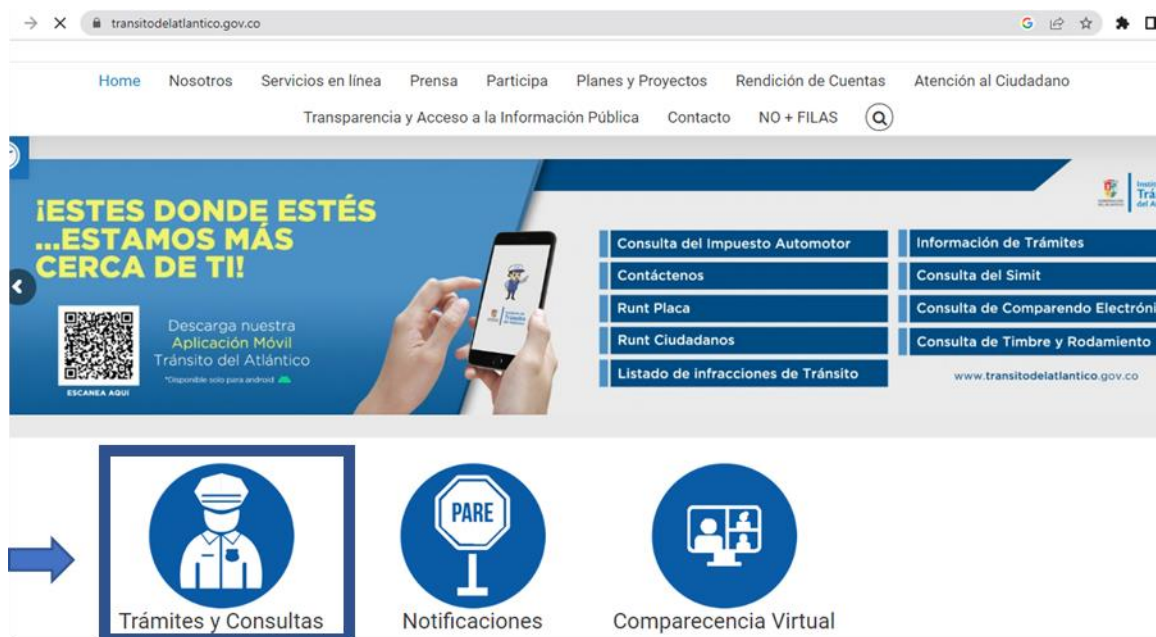 transitodelatlantico.gov.co
Home Nosotros Servicios en línea Prensa Participa Planes y Proyectos Rendición de Cuentas Atención al Ciudadano
Transparencia y Acceso a la Información Pública Contacto NO + FILAS
¡ESTES DONDE ESTÉS
...ESTAMOS MÁS
CERCA DE TI!
Descarga nuestra
Aplicación Móvil
Tránsito del Atlántico
*Disponible solo para android
ESCANEA AQUI
Consulta del Impuesto Automotor
Contáctenos
Runt Placa
Runt Ciudadanos
Listado de infracciones de Tránsito
Información de Trámites
Consulta del Simit
Consulta de Comparendo Electróni
Consulta de Timbre y Rodamiento
www.transitodelatlantico.gov.co
PARE
Trámites y Consultas
Notificaciones
Comparecencia Virtual